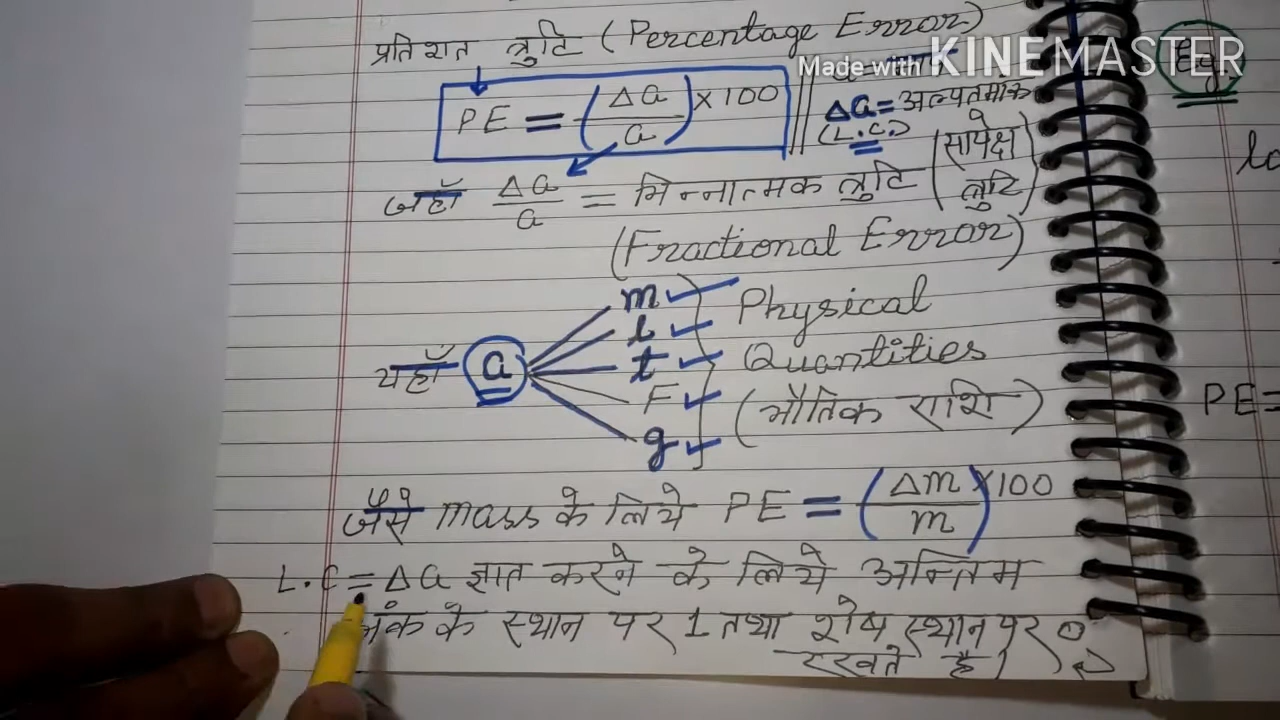 प्रतिशत त्रुटि (Percentage Error)
Made with KINEMASTER
Eg.
PE = (Δa/a) × 100
Δa = अल्पतमांक
(L.C.)
जहाँ Δa/a = भिन्नात्मक त्रुटि (सापेक्ष त्रुटि)
(Fractional Error)
यहाँ a
m
l
t
F
g
Physical
Quantities
(भौतिक राशि)
PE=
जैसे mass के लिये PE = (Δm/m) × 100
L.C = Δa ज्ञात करने के लिये अन्तिम
अंक के स्थान पर 1 तथा शेष स्थान पर 0
रखते है।